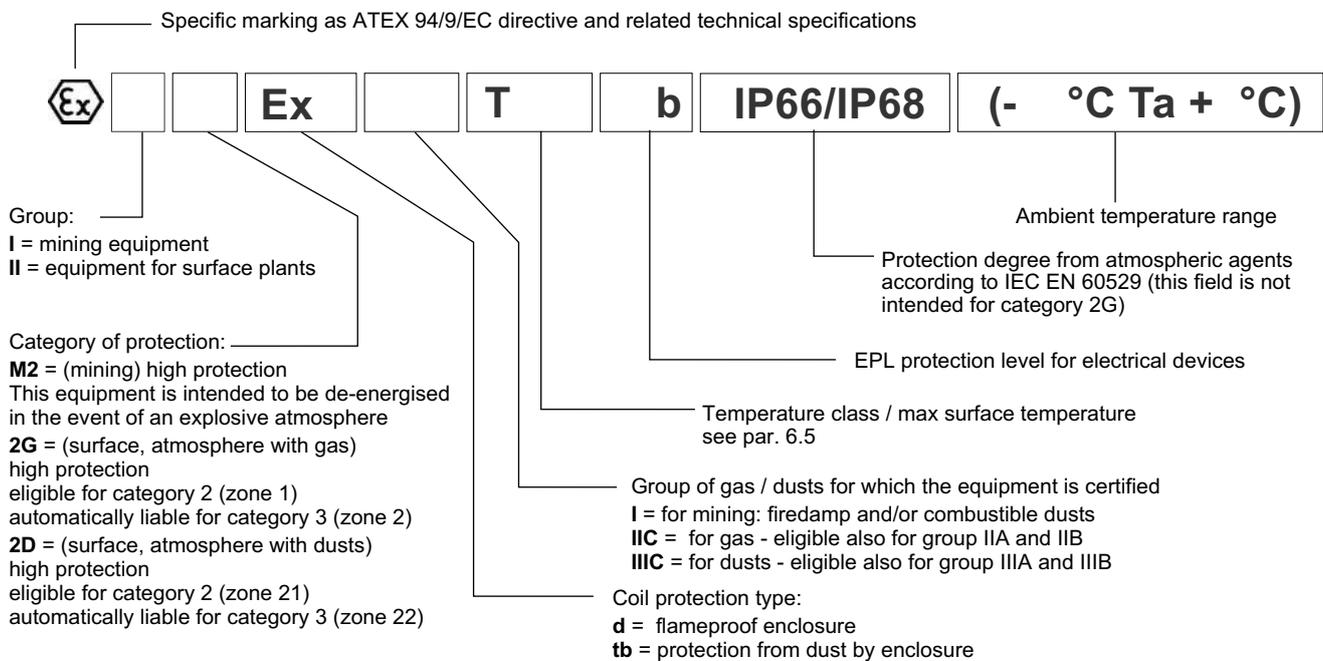 Specific marking as ATEX 94/9/EC directive and related technical specifications
Ex Ex T b IP66/IP68 (- °C Ta + °C)
Group:
I = mining equipment
II = equipment for surface plants
Ambient temperature range
Protection degree from atmospheric agents
according to IEC EN 60529 (this field is not
intended for category 2G)
Category of protection:
M2 = (mining) high protection
This equipment is intended to be de-energised
in the event of an explosive atmosphere
2G = (surface, atmosphere with gas)
high protection
eligible for category 2 (zone 1)
automatically liable for category 3 (zone 2)
2D = (surface, atmosphere with dusts)
high protection
eligible for category 2 (zone 21)
automatically liable for category 3 (zone 22)
EPL protection level for electrical devices
Temperature class / max surface temperature
see par. 6.5
Group of gas / dusts for which the equipment is certified
I = for mining: firedamp and/or combustible dusts
IIC = for gas - eligible also for group IIA and IIB
IIIC = for dusts - eligible also for group IIIA and IIIB
Coil protection type:
d = flameproof enclosure
tb = protection from dust by enclosure